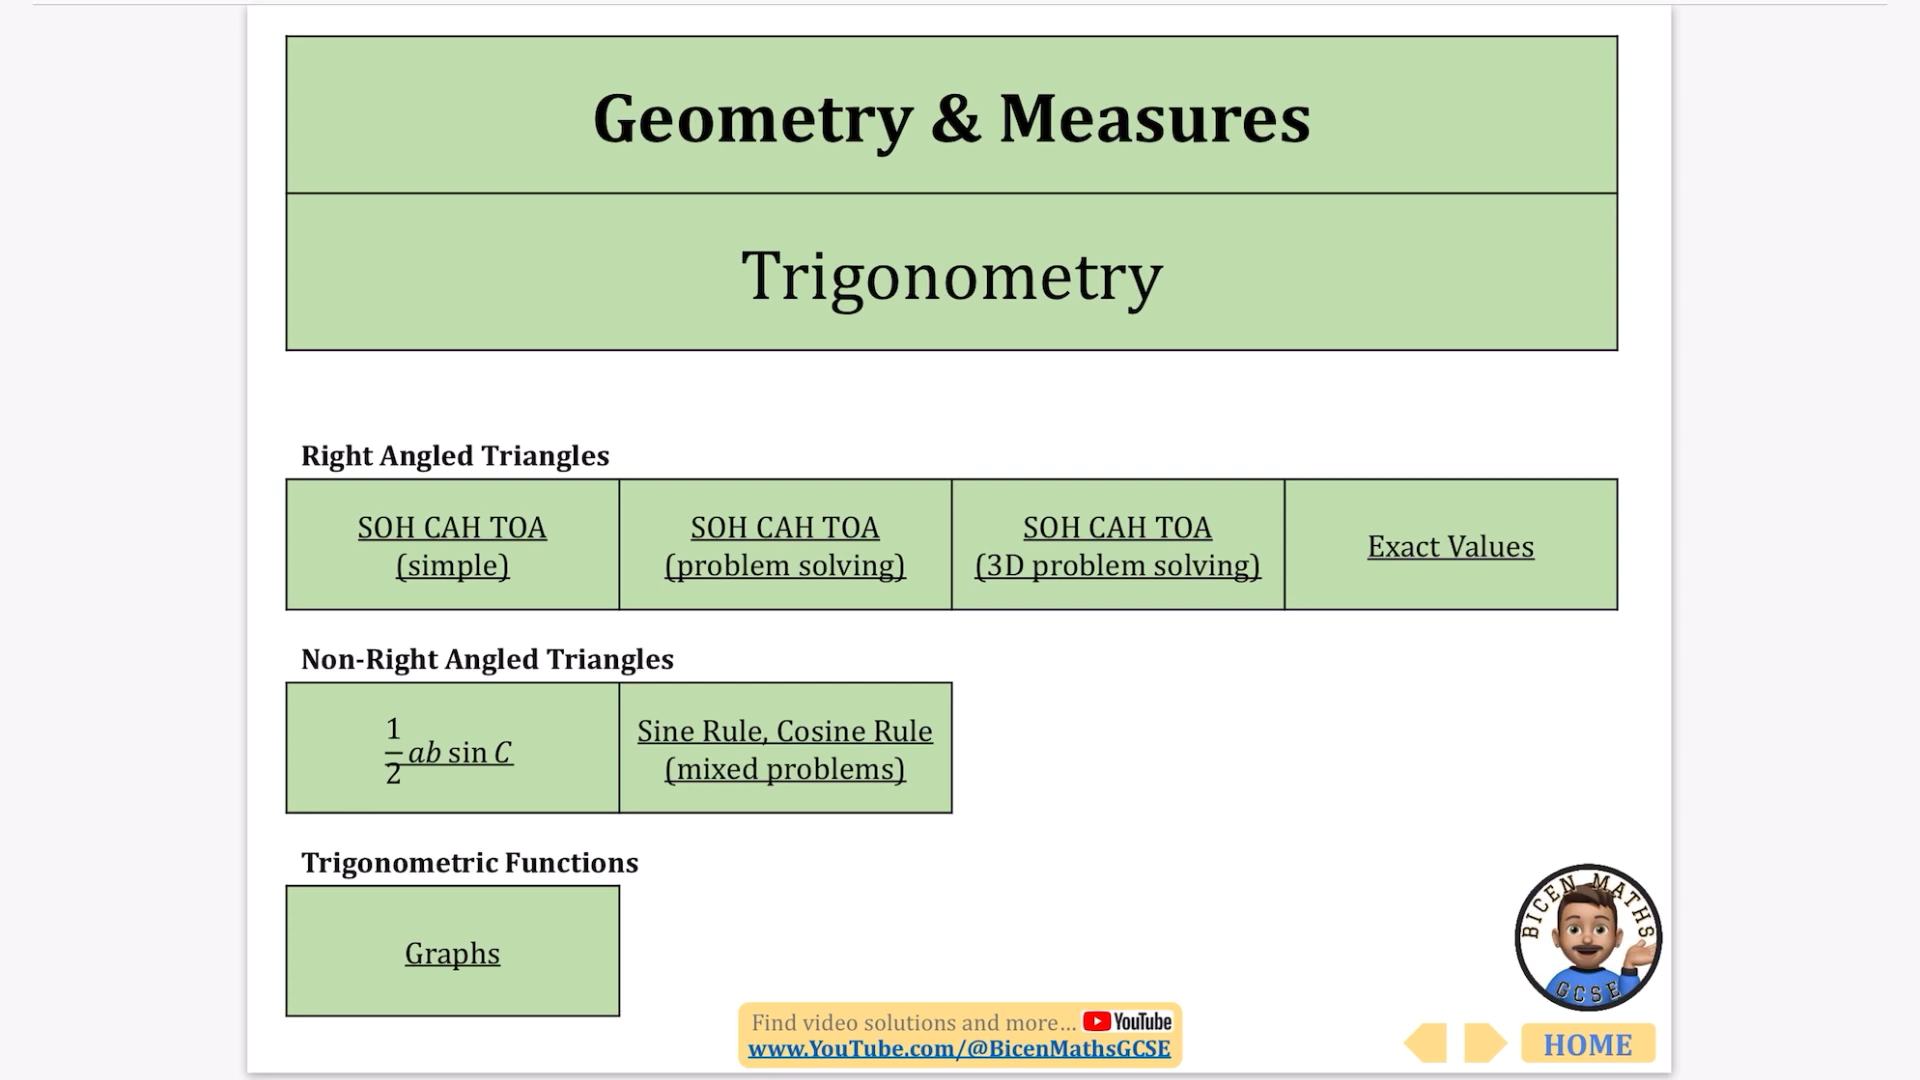 Geometry & Measures
Trigonometry
Right Angled Triangles
SOH CAH TOA
(simple)
SOH CAH TOA
(problem solving)
SOH CAH TOA
(3D problem solving)
Exact Values
Non-Right Angled Triangles
1/2 ab sin C
Sine Rule, Cosine Rule
(mixed problems)
Trigonometric Functions
Graphs
BICEN MATHS
GCSE
Find video solutions and more... YouTube
www.YouTube.com/@BicenMathsGCSE
HOME